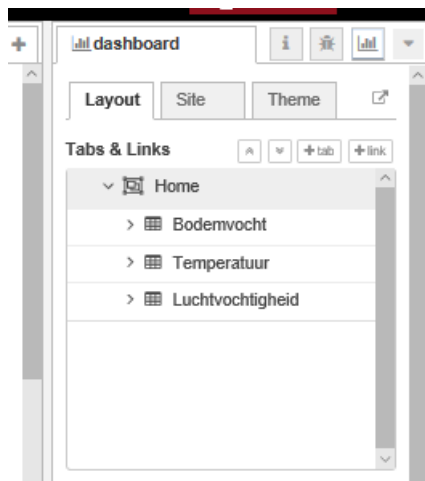 dashboard
i
Layout Site Theme
Tabs & Links +tab +link
Home
Bodemvocht
Temperatuur
Luchtvochtigheid